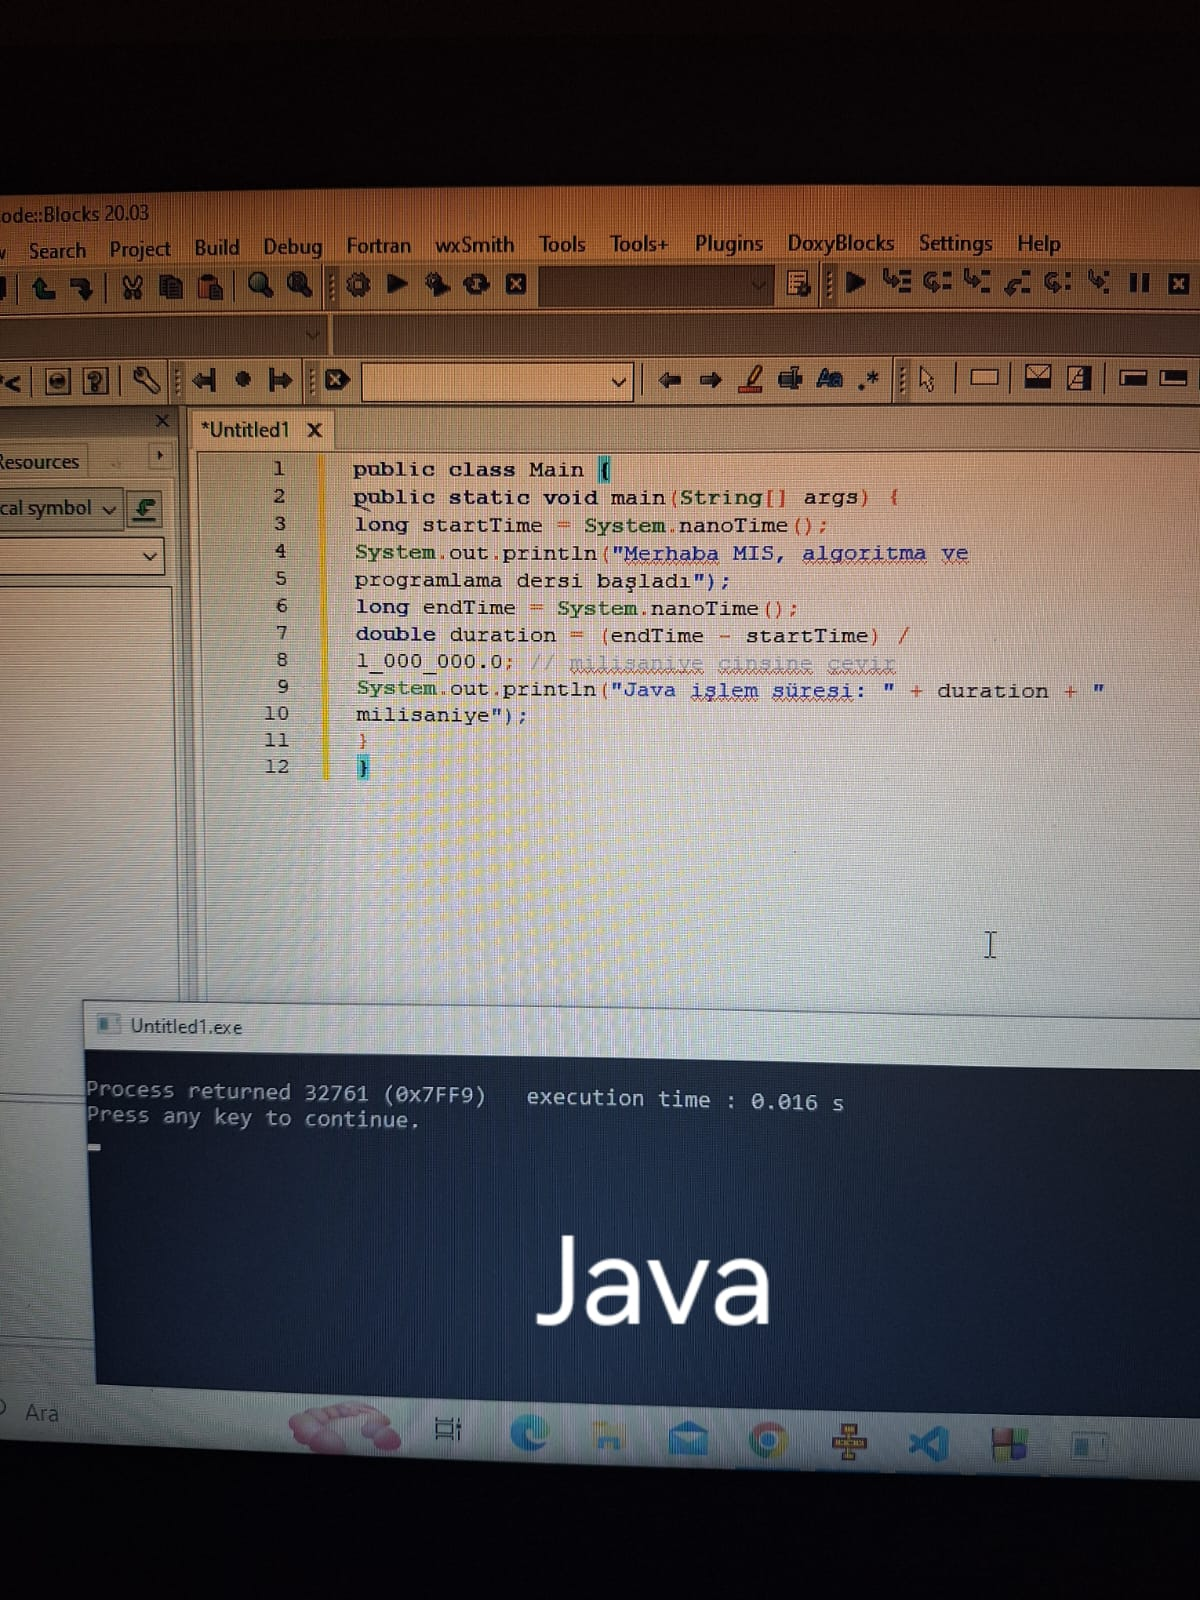 ode::Blocks 20.03
Search Project Build Debug Fortran wxSmith Tools Tools+ Plugins DoxyBlocks Settings Help
*Untitled1 X
Resources
cal symbol
1 public class Main {
2 public static void main(String[] args) {
3 long startTime = System.nanoTime();
4 System.out.println("Merhaba MIS, algoritma ve
5 programlama dersi başladı");
6 long endTime = System.nanoTime();
7 double duration = (endTime - startTime) /
8 1_000_000.0; // milisaniye cinsine çevir
9 System.out.println("Java işlem süresi: " + duration + "
10 milisaniye");
11 }
12 }
Untitled1.exe
Process returned 32761 (0x7FF9) execution time : 0.016 s
Press any key to continue.
Java
Ara